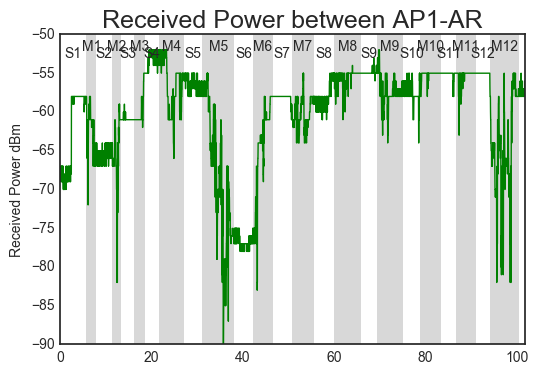 Received Power between AP1-AR
Received Power dBm
−50
−55
−60
−65
−70
−75
−80
−85
−90
M1 M2 M3 M4 M5 M6 M7 M8 M9 M10 M11 M12
S1 S2 S3 S4 S5 S6 S7 S8 S9 S10 S11 S12
0 20 40 60 80 100